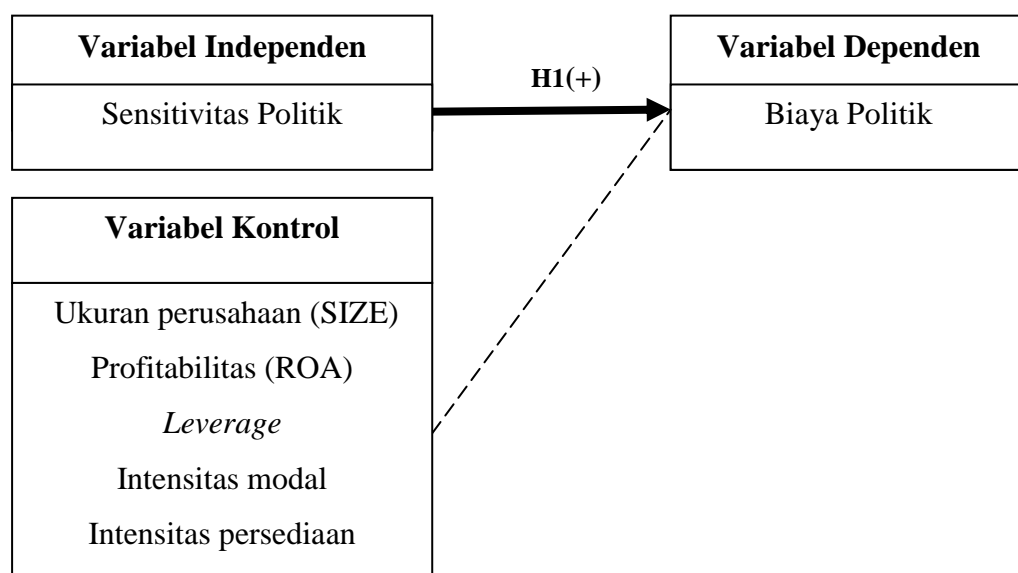 Variabel Independen
Sensitivitas Politik
H1(+)
Variabel Dependen
Biaya Politik
Variabel Kontrol
Ukuran perusahaan (SIZE)
Profitabilitas (ROA)
Leverage
Intensitas modal
Intensitas persediaan